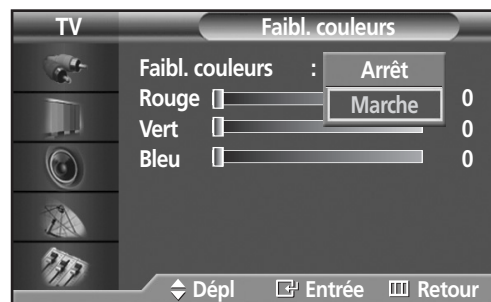 TV Faibl. couleurs
Faibl. couleurs : Arrêt
Marche
Rouge 0
Vert 0
Bleu 0
Dépl Entrée Retour